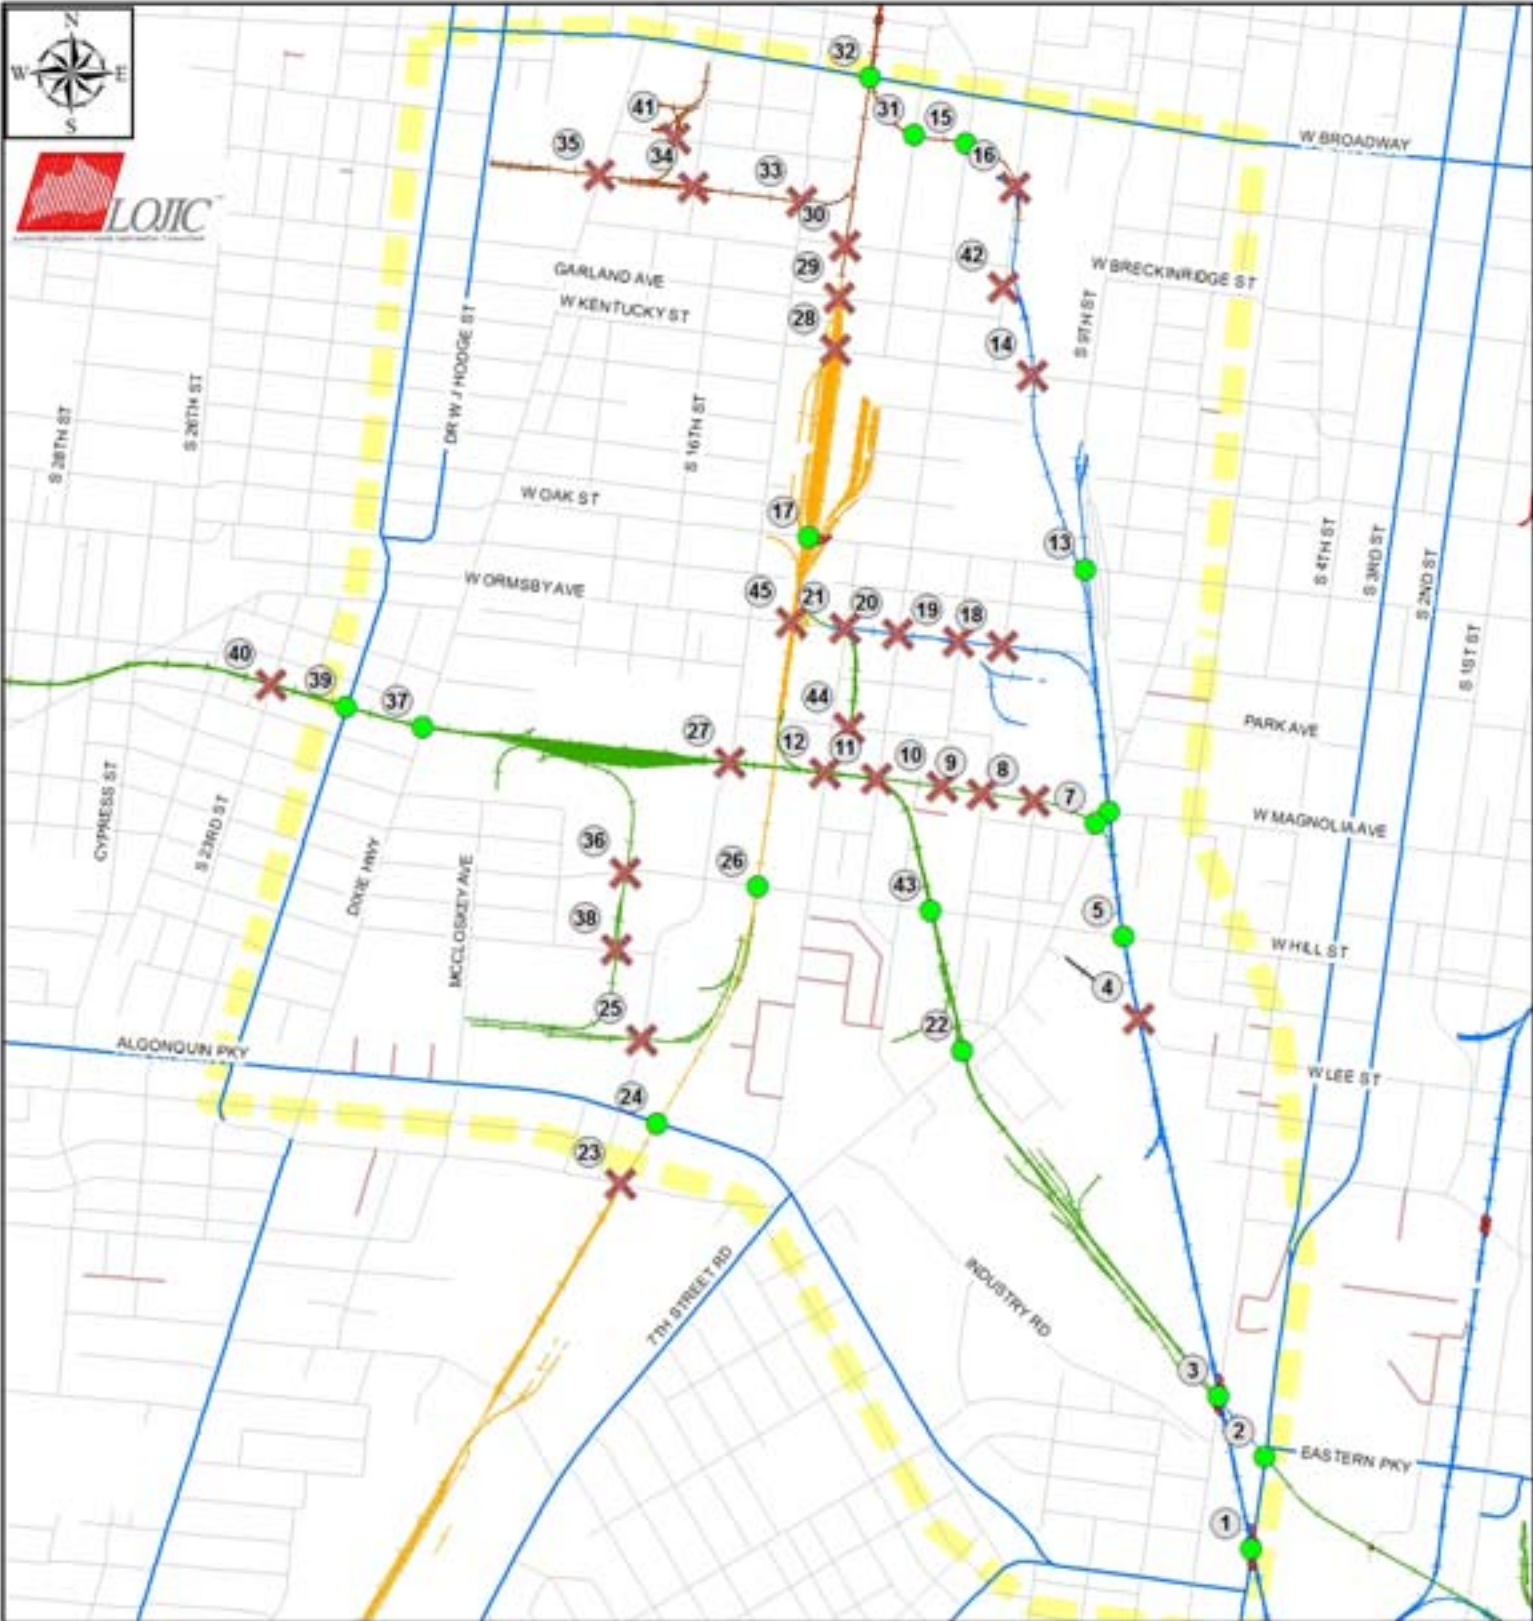 N
W E
S
LOJIC
32
41
31
15
35
34
16
33
30
W BROADWAY
29
42
GARLAND AVE
W BRECKINRIDGE ST
W KENTUCKY ST
28
14
S 9TH ST
DR W J HODGE ST
S 28TH ST
S 26TH ST
S 16TH ST
W OAK ST
17
13
S 4TH ST
S 3RD ST
S 2ND ST
S 1ST ST
W ORMSBY AVE
45
21
20
19
18
40
39
37
44
PARK AVE
27
12
11
10
9
8
7
W MAGNOLIA AVE
CYPRESS ST
S 23RD ST
DIXIE HWY
MCCLOSKEY AVE
36
26
43
38
5
W HILL ST
4
25
22
ALGONQUIN PKY
W LEE ST
24
23
7TH STREET RD
INDUSTRY RD
3
2
EASTERN PKY
1